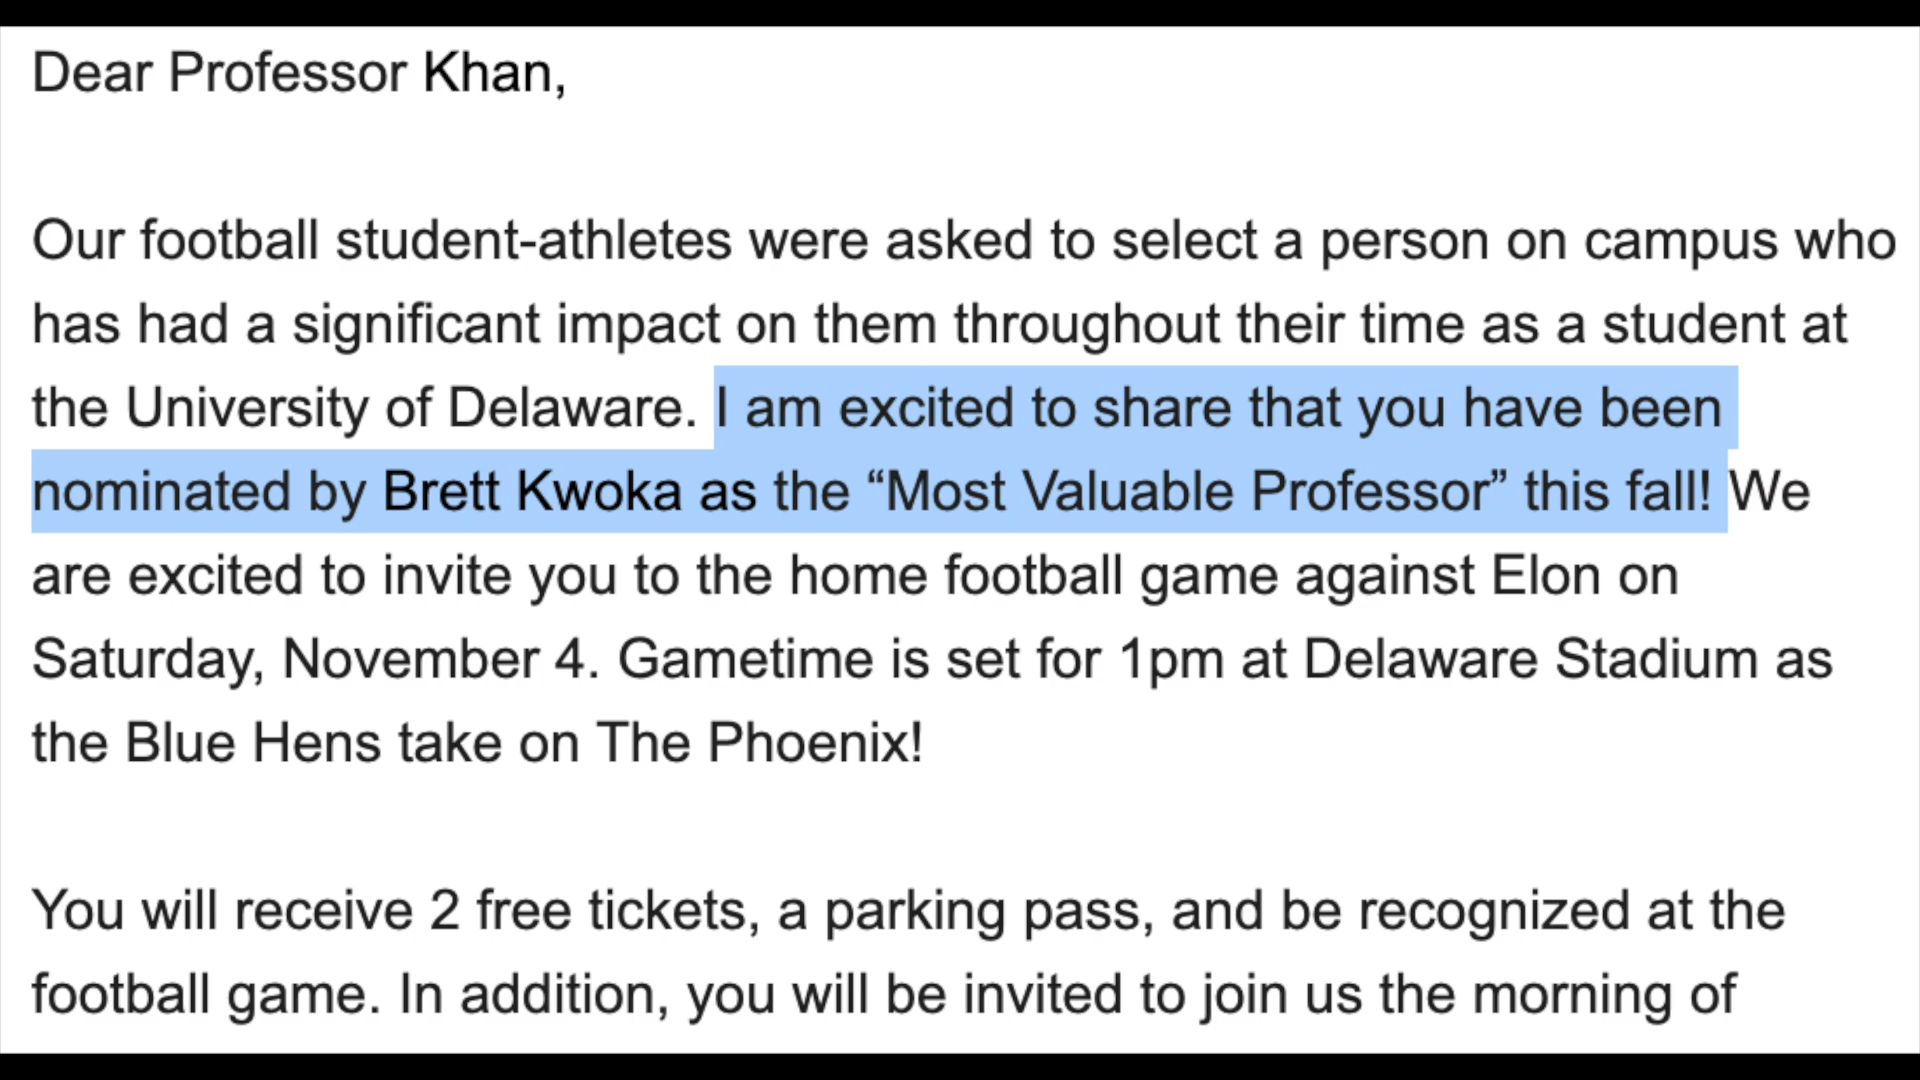 Dear Professor Khan,
Our football student-athletes were asked to select a person on campus who
has had a significant impact on them throughout their time as a student at
the University of Delaware. I am excited to share that you have been
nominated by Brett Kwoka as the “Most Valuable Professor” this fall! We
are excited to invite you to the home football game against Elon on
Saturday, November 4. Gametime is set for 1pm at Delaware Stadium as
the Blue Hens take on The Phoenix!
You will receive 2 free tickets, a parking pass, and be recognized at the
football game. In addition, you will be invited to join us the morning of